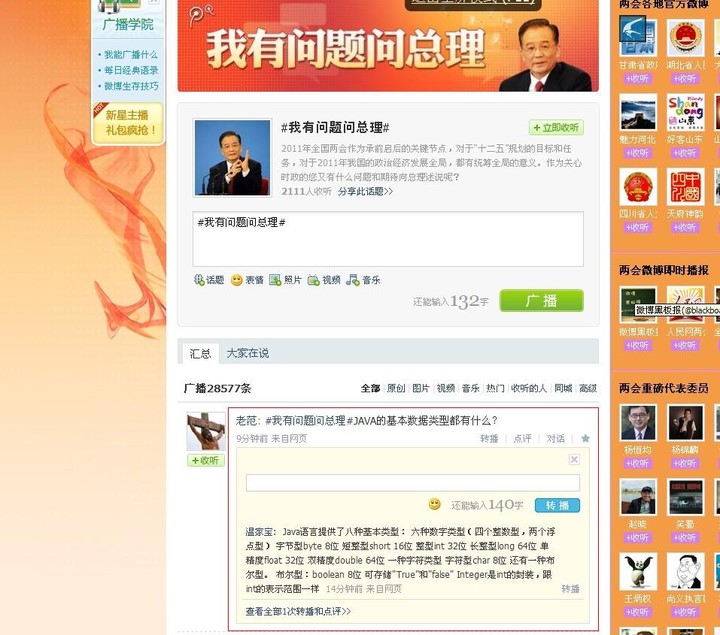 广播学院
• 我能广播什么
• 每日经典语录
• 微博生存技巧
新星主播
礼包疯抢！
我有问题问总理
#我有问题问总理#
+ 立即收听
2011年全国两会作为承前启后的关键节点，对于"十二五"规划的目标和任
务，对于2011年我国的政治经济发展全局，都有统筹全局的意义。作为关心
时政的您又有什么问题和期待向总理述说呢？
2111人收听 分享此话题>>
#我有问题问总理#
话题 表情 照片 视频 音乐
还能输入132字 广 播
汇总 大家在说
广播28577条
全部 | 原创 | 图片 | 视频 | 音乐 | 热门 | 收听的人 | 同城 | 高级
+收听
老范：#我有问题问总理#JAVA的基本数据类型都有什么？
9分钟前 来自网页
转播 | 点评 | 对话 |
还能输入140字 转 播
温家宝：Java语言提供了八种基本类型： 六种数字类型（ 四个整数型，两个浮
点型 ）字节型byte 8位 短整型short 16位 整型int 32位 长整型long 64位 单
精度float 32位 双精度double 64位 一种字符类型 字符型char 8位 还有一种布
尔型。 布尔型：boolean 8位 可存储"True"和"false" Integer是int的封装，跟
int的表示范围一样 14分钟前 来自网页
转播
查看全部1次转播和点评>>
两会各地官方微博
甘肃省政 湖北省人
+收听 +收听
魅力河北 好客山东
+收听 +收听
四川省人 天府神韵
+收听 +收听
两会微博即时播报
微博黑板报(@blackboa
微博黑板 人民网两
+收听 +收听
两会重磅代表委员
杨恒均 杨锦麟
+收听 +收听
赵晓 吴蜀
+收听 +收听
王炳权
+收听 +收听